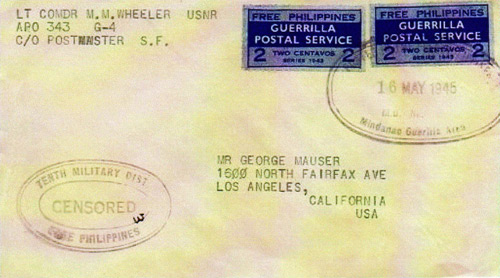 LT COMDR M.M.WHEELER USNR
APO 343 G-4
C/O POSTMASTER S.F.
FREE PHILIPPINES
GUERRILLA
POSTAL SERVICE
2 TWO CENTAVOS 2
SERIES 1943
FREE PHILIPPINES
GUERRILLA
POSTAL SERVICE
2 TWO CENTAVOS 2
SERIES 1943
16 MAY 1945
Mindanao Guerrilla Area
MR GEORGE MAUSER
1600 NORTH FAIRFAX AVE
LOS ANGELES,
CALIFORNIA
USA
TENTH MILITARY DIST.
CENSORED
FREE PHILIPPINES